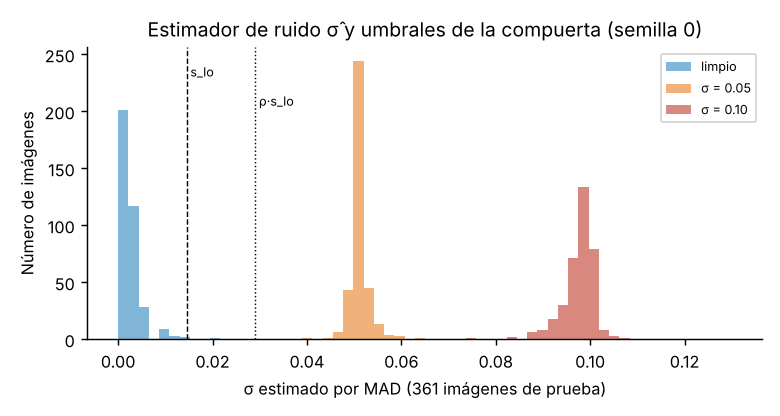 Estimador de ruido σ̂ y umbrales de la compuerta (semilla 0)
Número de imágenes
250
200
150
100
50
0
s_lo
ρ·s_lo
limpio
σ = 0.05
σ = 0.10
0.00
0.02
0.04
0.06
0.08
0.10
0.12
σ estimado por MAD (361 imágenes de prueba)